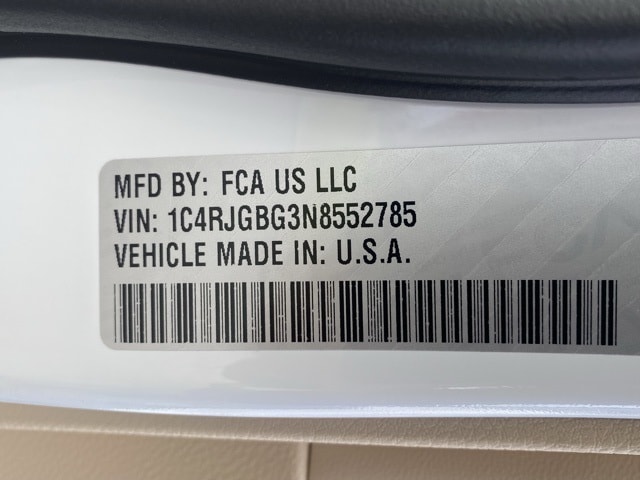 MFD BY: FCA US LLC
VIN: 1C4RJGBG3N8552785
VEHICLE MADE IN: U.S.A.